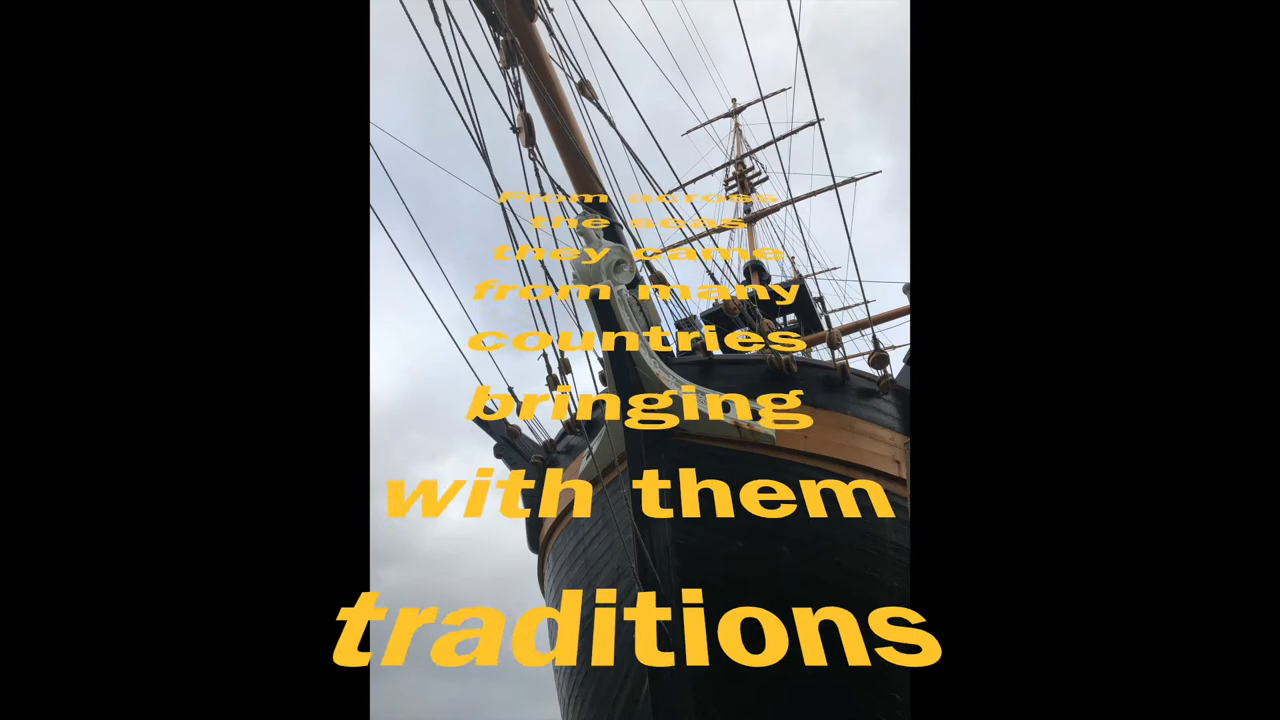 From across
the seas
they came
from many
countries
bringing
with them
traditions